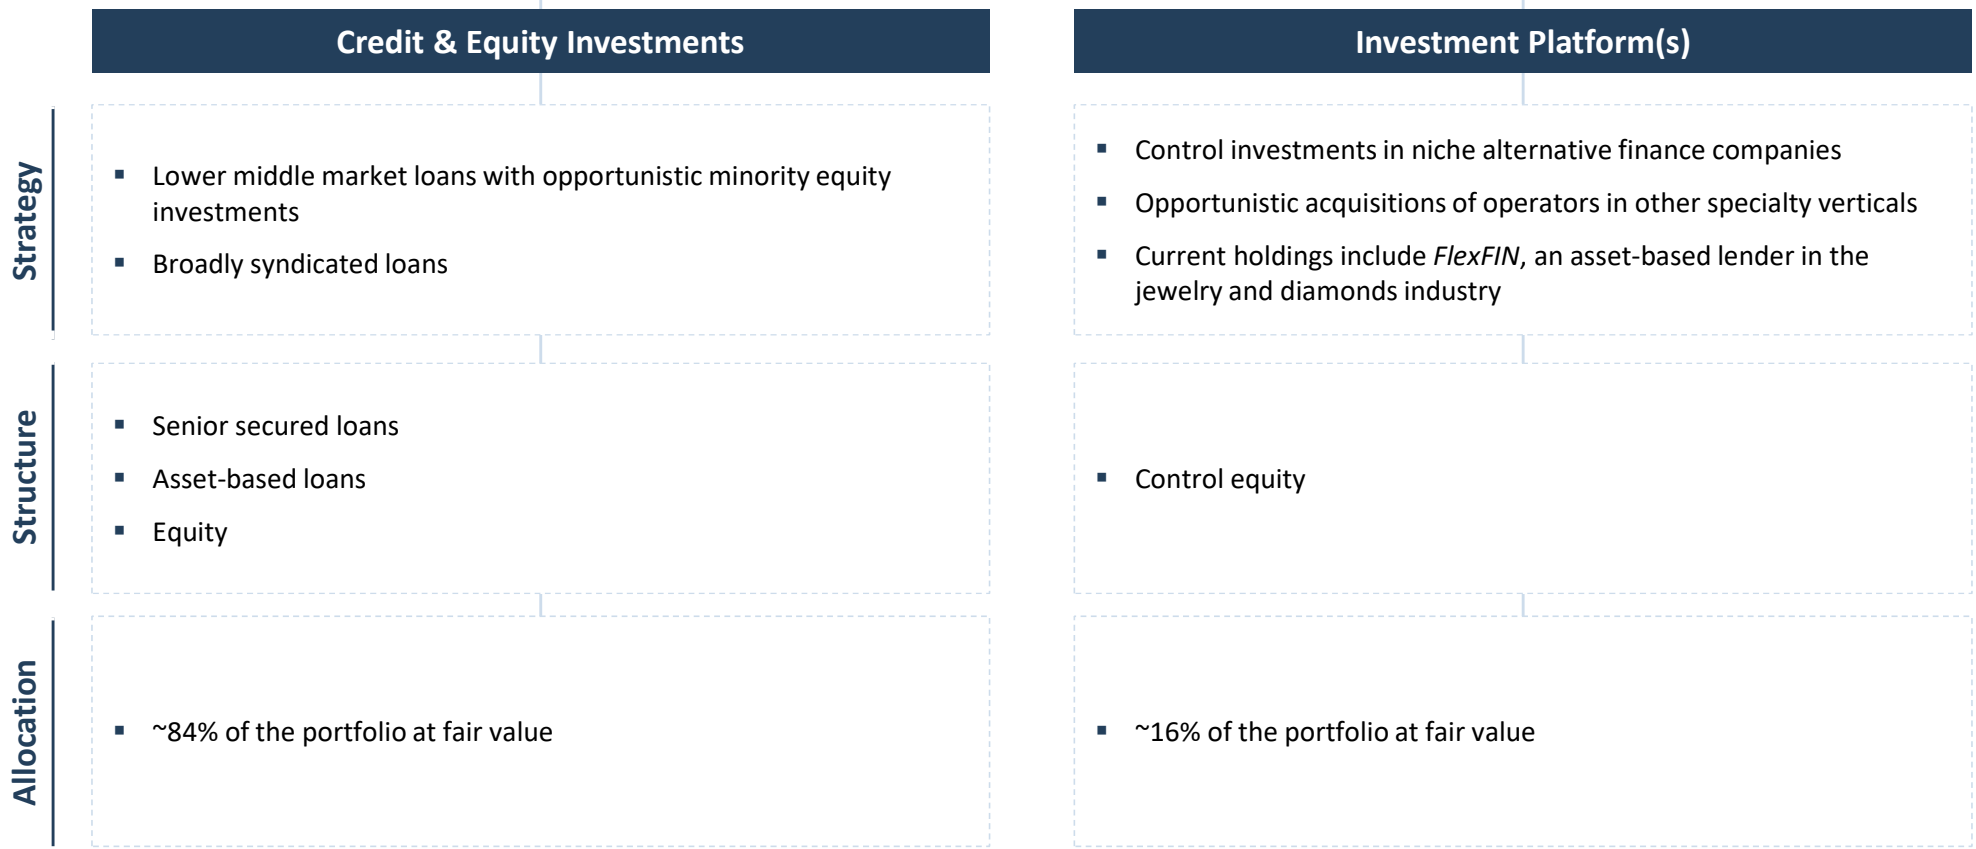 Credit & Equity Investments
Investment Platform(s)
Strategy
▪ Lower middle market loans with opportunistic minority equity
investments
▪ Broadly syndicated loans
▪ Control investments in niche alternative finance companies
▪ Opportunistic acquisitions of operators in other specialty verticals
▪ Current holdings include FlexFIN, an asset-based lender in the
jewelry and diamonds industry
Structure
▪ Senior secured loans
▪ Asset-based loans
▪ Equity
▪ Control equity
Allocation
▪ ~84% of the portfolio at fair value
▪ ~16% of the portfolio at fair value